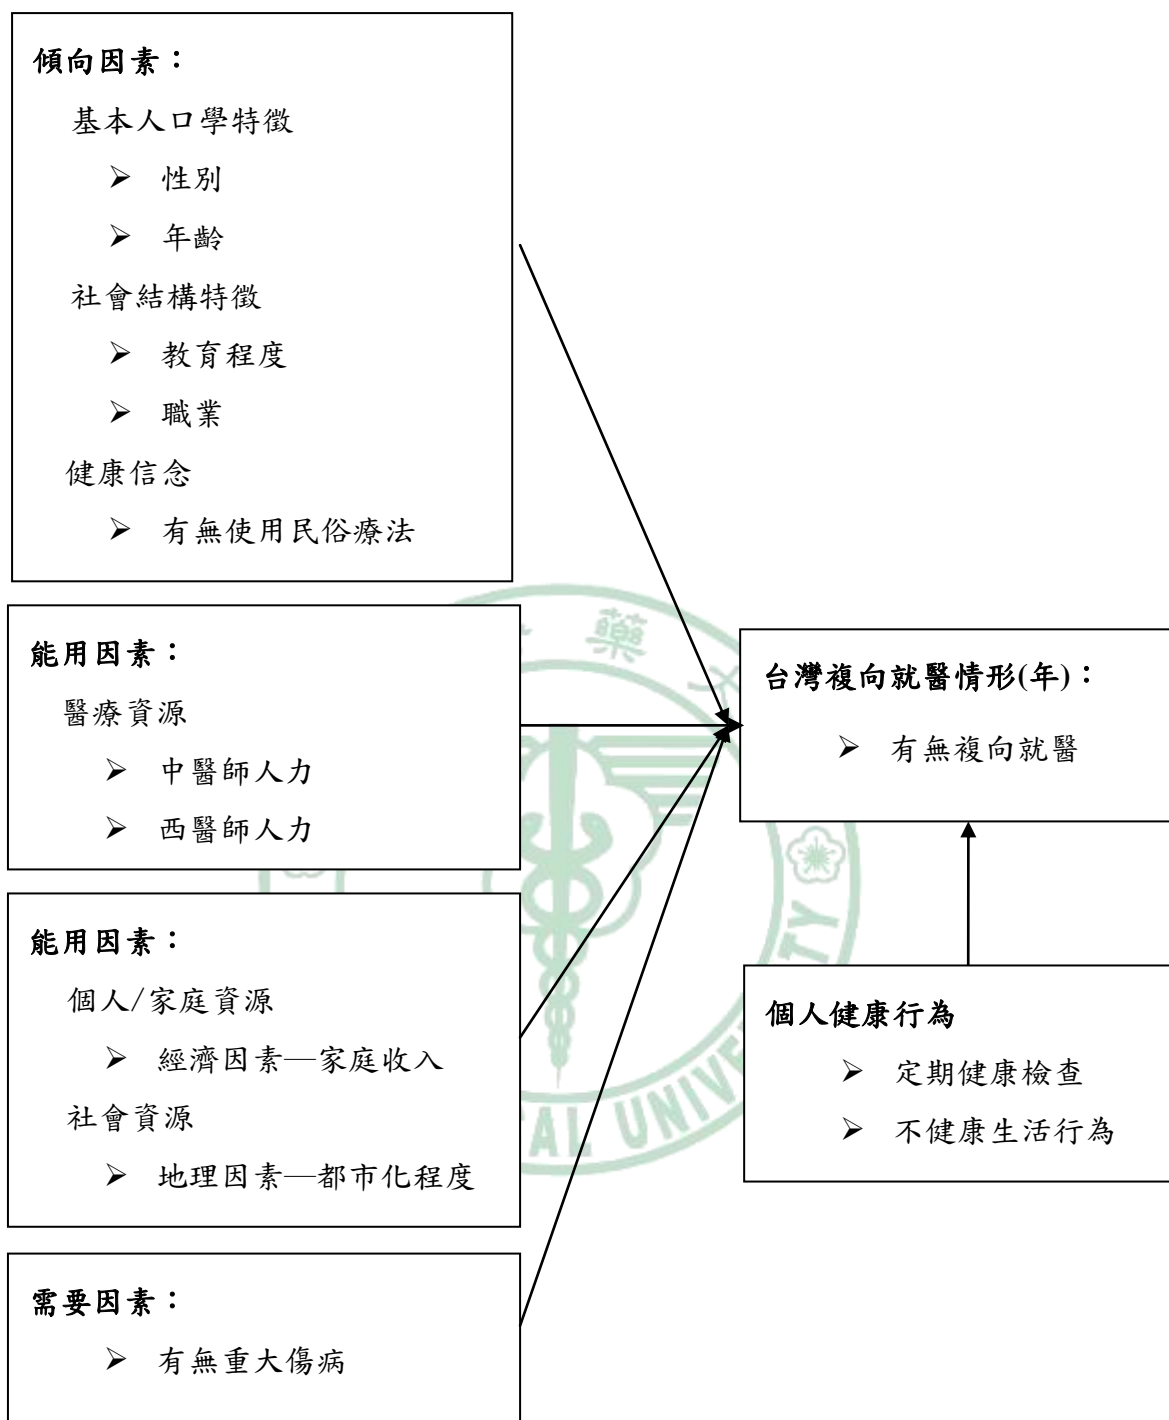 傾向因素：
基本人口學特徵
➢ 性別
➢ 年齡
社會結構特徵
➢ 教育程度
➢ 職業
健康信念
➢ 有無使用民俗療法
能用因素：
醫療資源
➢ 中醫師人力
➢ 西醫師人力
能用因素：
個人/家庭資源
➢ 經濟因素—家庭收入
社會資源
➢ 地理因素—都市化程度
需要因素：
➢ 有無重大傷病
台灣複向就醫情形(年)：
➢ 有無複向就醫
個人健康行為
➢ 定期健康檢查
➢ 不健康生活行為
藥
AL UNIVE
TY